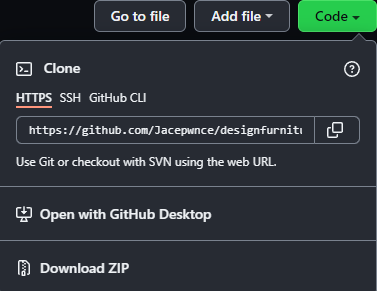 Go to file Add file Code
Clone
HTTPS SSH GitHub CLI
https://github.com/Jacepwnce/designfurnitu
Use Git or checkout with SVN using the web URL.
Open with GitHub Desktop
Download ZIP